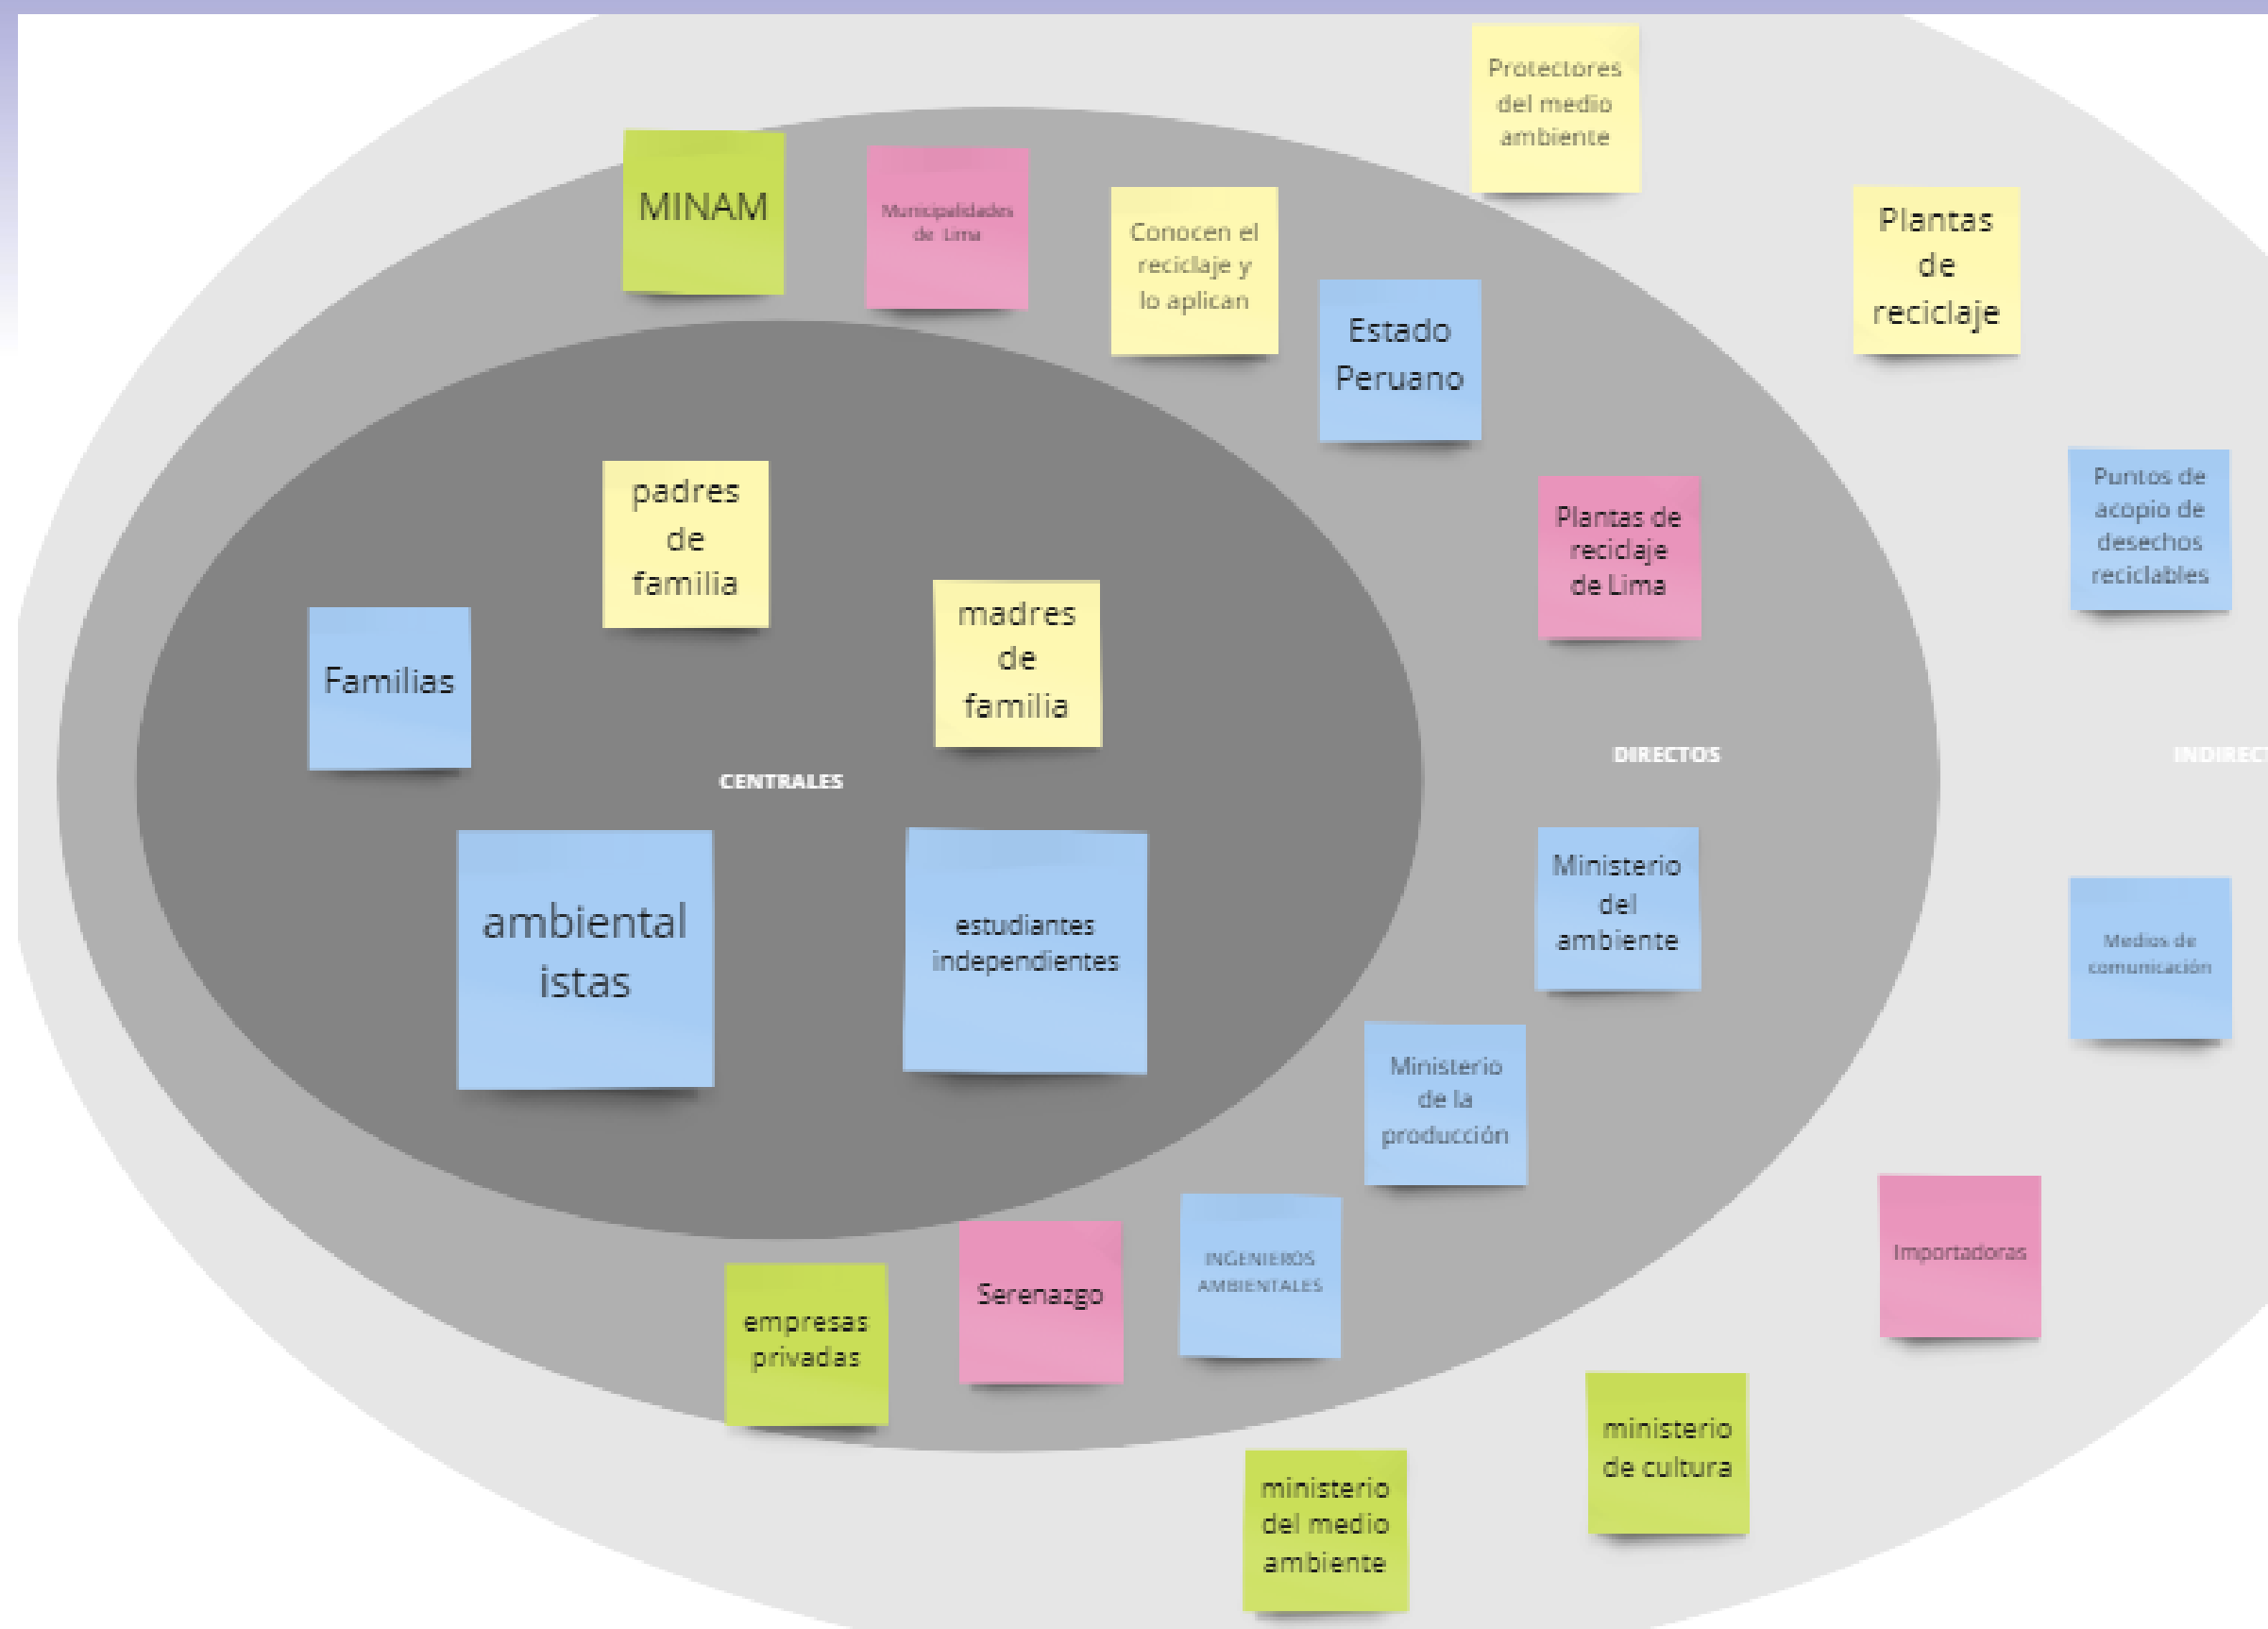 Protectores
del medio
ambiente
MINAM
Municipalidades
de Lima
Conocen el
reciclaje y
lo aplican
Plantas
de
reciclaje
Estado
Peruano
padres
de
familia
Plantas de
reciclaje
de Lima
Puntos de
acopio de
desechos
reciclables
Familias
madres
de
familia
CENTRALES
DIRECTOS
INDIRECT
ambiental
istas
estudiantes
independientes
Ministerio
del
ambiente
Medios de
comunicación
Ministerio
de la
producción
empresas
privadas
Serenazgo
INGENIEROS
AMBIENTALES
Importadoras
ministerio
del medio
ambiente
ministerio
de cultura